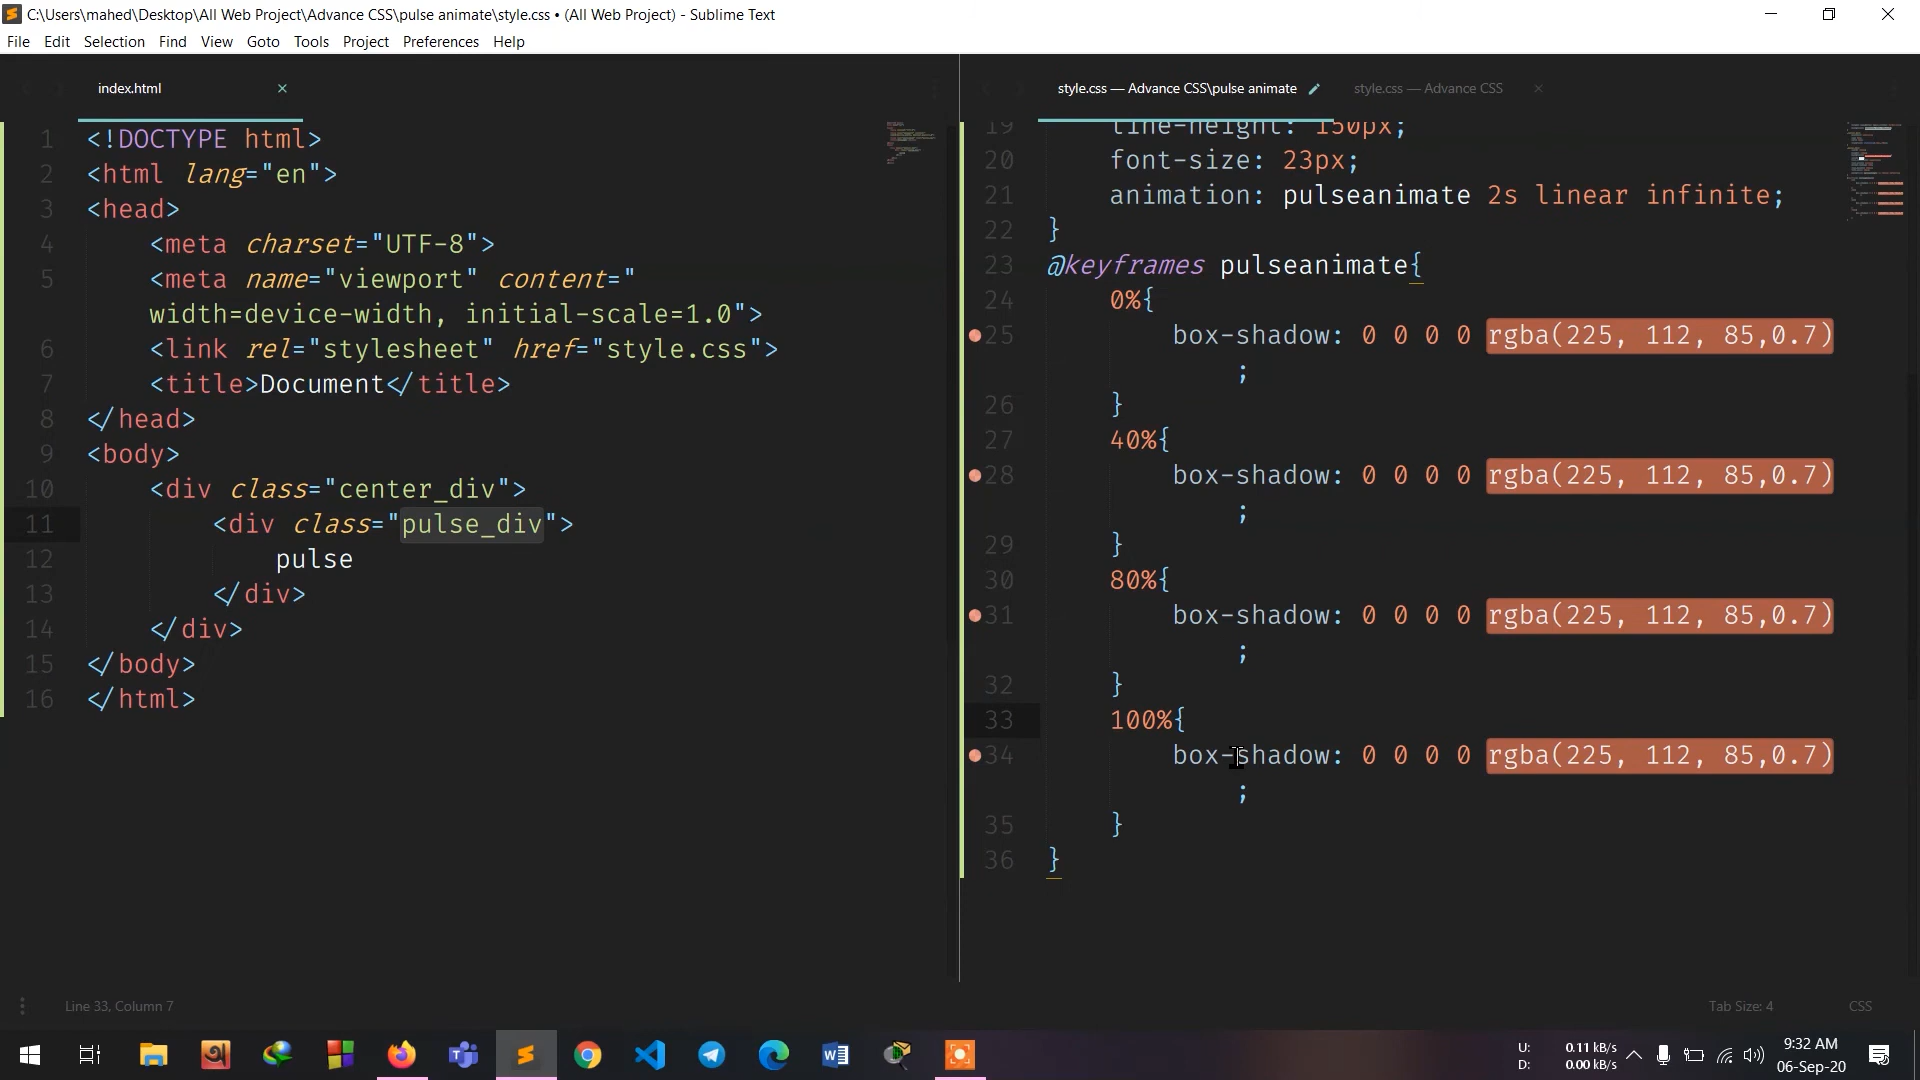 C:\Users\mahed\Desktop\All Web Project\Advance CSS\pulse animate\style.css • (All Web Project) - Sublime Text
File Edit Selection Find View Goto Tools Project Preferences Help
index.html
1 <!DOCTYPE html>
2 <html lang="en">
3 <head>
4 <meta charset="UTF-8">
5 <meta name="viewport" content="
width=device-width, initial-scale=1.0">
6 <link rel="stylesheet" href="style.css">
7 <title>Document</title>
8 </head>
9 <body>
10 <div class="center_div">
11 <div class="pulse_div">
12 pulse
13 </div>
14 </div>
15 </body>
16 </html>
style.css — Advance CSS\pulse animate
style.css — Advance CSS
19 line-height: 150px;
20 font-size: 23px;
21 animation: pulseanimate 2s linear infinite;
22 }
23 @keyframes pulseanimate{
24 0%{
25 box-shadow: 0 0 0 0 rgba(225, 112, 85,0.7)
;
26 }
27 40%{
28 box-shadow: 0 0 0 0 rgba(225, 112, 85,0.7)
;
29 }
30 80%{
31 box-shadow: 0 0 0 0 rgba(225, 112, 85,0.7)
;
32 }
33 100%{
34 box-shadow: 0 0 0 0 rgba(225, 112, 85,0.7)
;
35 }
36 }
Line 33, Column 7
Tab Size: 4
CSS
U: 0.11 kB/s
D: 0.00 kB/s
9:32 AM
06-Sep-20